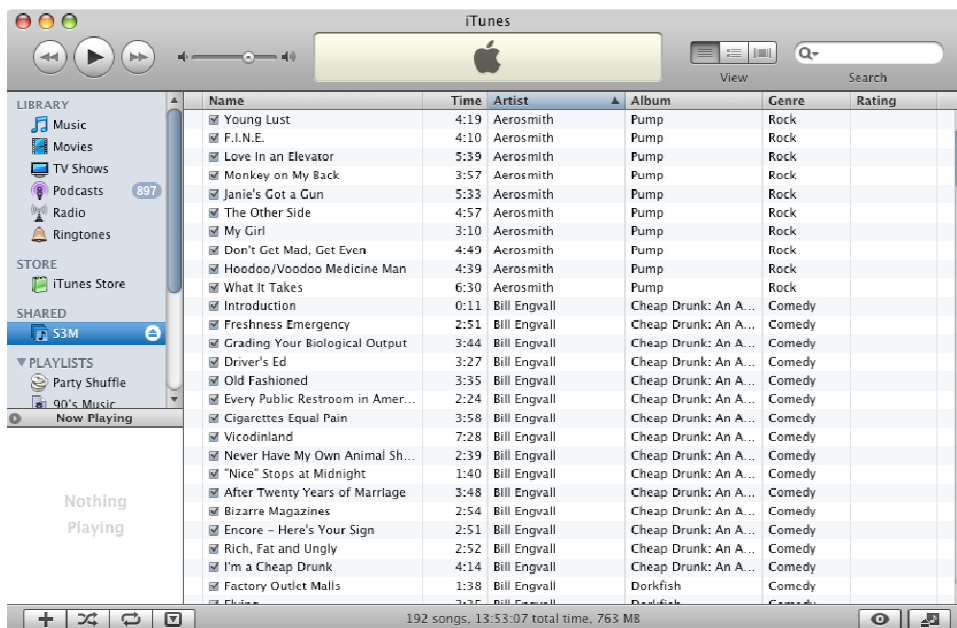 iTunes
View
Search
LIBRARY
Music
Movies
TV Shows
Podcasts 897
Radio
Ringtones
STORE
iTunes Store
SHARED
S3M
PLAYLISTS
Party Shuffle
90's Music
Now Playing
Nothing
Playing
Name Time Artist Album Genre Rating
Young Lust 4:19 Aerosmith Pump Rock
F.I.N.E. 4:10 Aerosmith Pump Rock
Love in an Elevator 5:39 Aerosmith Pump Rock
Monkey on My Back 3:57 Aerosmith Pump Rock
Janie's Got a Gun 5:33 Aerosmith Pump Rock
The Other Side 4:57 Aerosmith Pump Rock
My Girl 3:10 Aerosmith Pump Rock
Don't Get Mad, Get Even 4:49 Aerosmith Pump Rock
Hoodoo/Voodoo Medicine Man 4:39 Aerosmith Pump Rock
What It Takes 6:30 Aerosmith Pump Rock
Introduction 0:11 Bill Engvall Cheap Drunk: An A... Comedy
Freshness Emergency 2:51 Bill Engvall Cheap Drunk: An A... Comedy
Grading Your Biological Output 3:44 Bill Engvall Cheap Drunk: An A... Comedy
Driver's Ed 3:27 Bill Engvall Cheap Drunk: An A... Comedy
Old Fashioned 3:35 Bill Engvall Cheap Drunk: An A... Comedy
Every Public Restroom in Amer... 2:24 Bill Engvall Cheap Drunk: An A... Comedy
Cigarettes Equal Pain 3:58 Bill Engvall Cheap Drunk: An A... Comedy
Vicodinland 7:28 Bill Engvall Cheap Drunk: An A... Comedy
Never Have My Own Animal Sh... 2:39 Bill Engvall Cheap Drunk: An A... Comedy
"Nice" Stops at Midnight 1:40 Bill Engvall Cheap Drunk: An A... Comedy
After Twenty Years of Marriage 3:48 Bill Engvall Cheap Drunk: An A... Comedy
Bizarre Magazines 2:54 Bill Engvall Cheap Drunk: An A... Comedy
Encore – Here's Your Sign 2:51 Bill Engvall Cheap Drunk: An A... Comedy
Rich, Fat and Ungly 2:52 Bill Engvall Cheap Drunk: An A... Comedy
I'm a Cheap Drunk 4:14 Bill Engvall Cheap Drunk: An A... Comedy
Factory Outlet Malls 1:38 Bill Engvall Dorkfish Comedy
192 songs, 13:53:07 total time, 763 MB